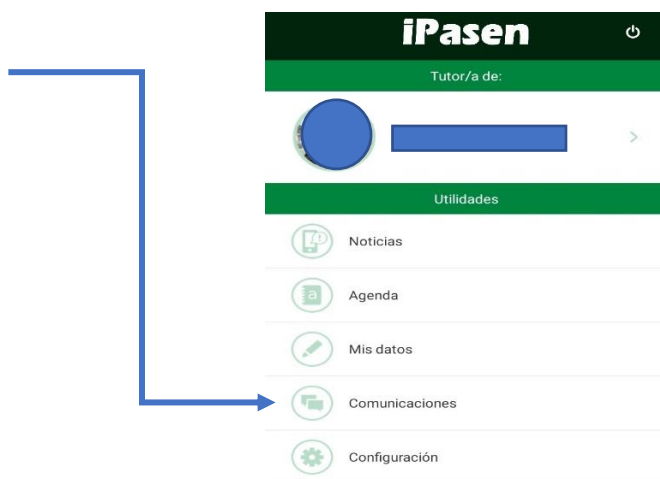 iPasen
Tutor/a de:
Utilidades
Noticias
Agenda
Mis datos
Comunicaciones
Configuración